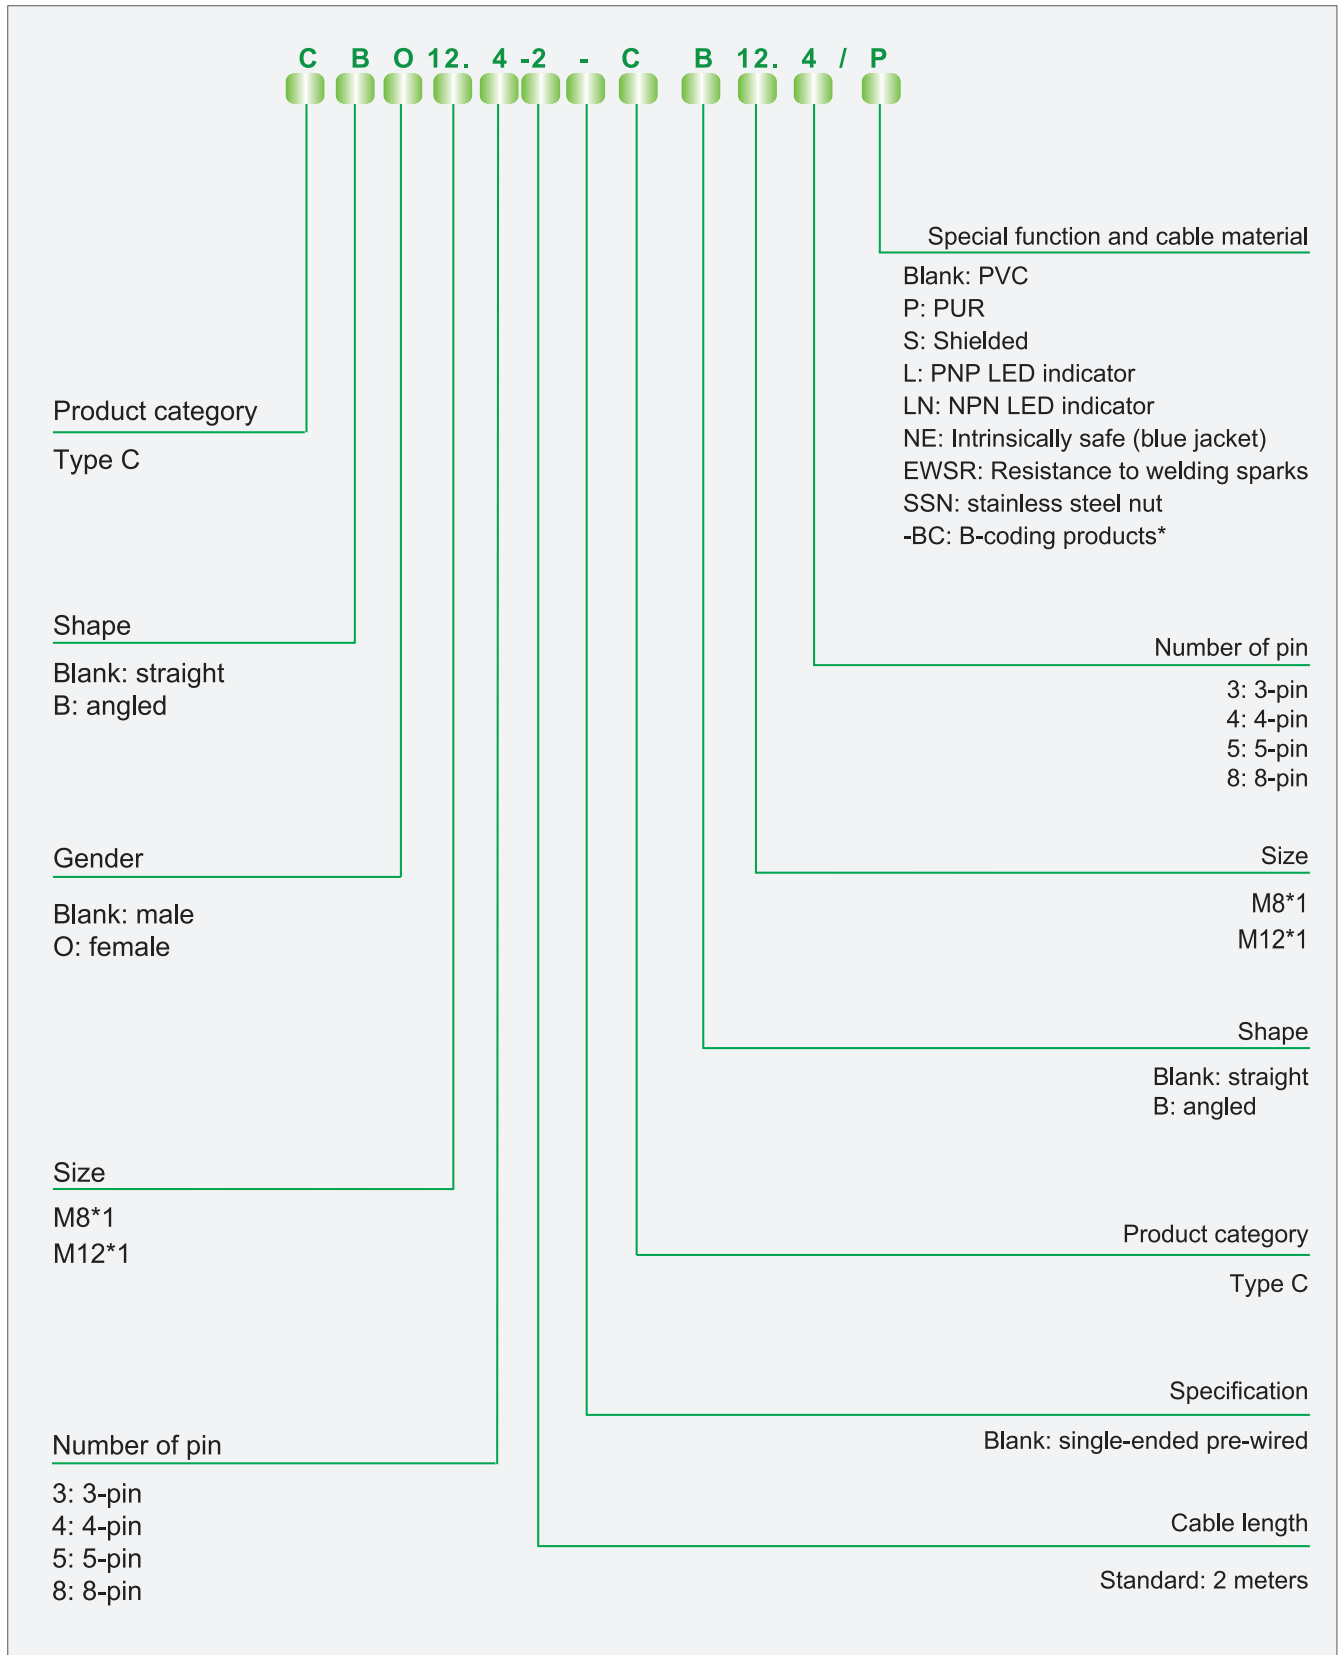 C B O 12. 4 -2 - C B 12. 4 / P
Special function and cable material
Blank: PVC
P: PUR
S: Shielded
L: PNP LED indicator
LN: NPN LED indicator
NE: Intrinsically safe (blue jacket)
EWSR: Resistance to welding sparks
SSN: stainless steel nut
-BC: B-coding products*
Product category
Type C
Shape
Blank: straight
B: angled
Number of pin
3: 3-pin
4: 4-pin
5: 5-pin
8: 8-pin
Gender
Blank: male
O: female
Size
M8*1
M12*1
Shape
Blank: straight
B: angled
Size
M8*1
M12*1
Product category
Type C
Specification
Blank: single-ended pre-wired
Number of pin
3: 3-pin
4: 4-pin
5: 5-pin
8: 8-pin
Cable length
Standard: 2 meters